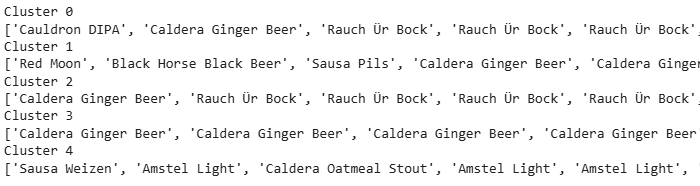 Cluster 0
['Cauldron DIPA', 'Caldera Ginger Beer', 'Rauch Ür Bock', 'Rauch Ür Bock', 'Rauch Ür Bock',
Cluster 1
['Red Moon', 'Black Horse Black Beer', 'Sausa Pils', 'Caldera Ginger Beer', 'Caldera Ginger
Cluster 2
['Caldera Ginger Beer', 'Rauch Ür Bock', 'Rauch Ür Bock', 'Rauch Ür Bock', 'Rauch Ür Bock',
Cluster 3
['Caldera Ginger Beer', 'Caldera Ginger Beer', 'Caldera Ginger Beer', 'Caldera Ginger Beer
Cluster 4
['Sausa Weizen', 'Amstel Light', 'Caldera Oatmeal Stout', 'Amstel Light', 'Amstel Light', '